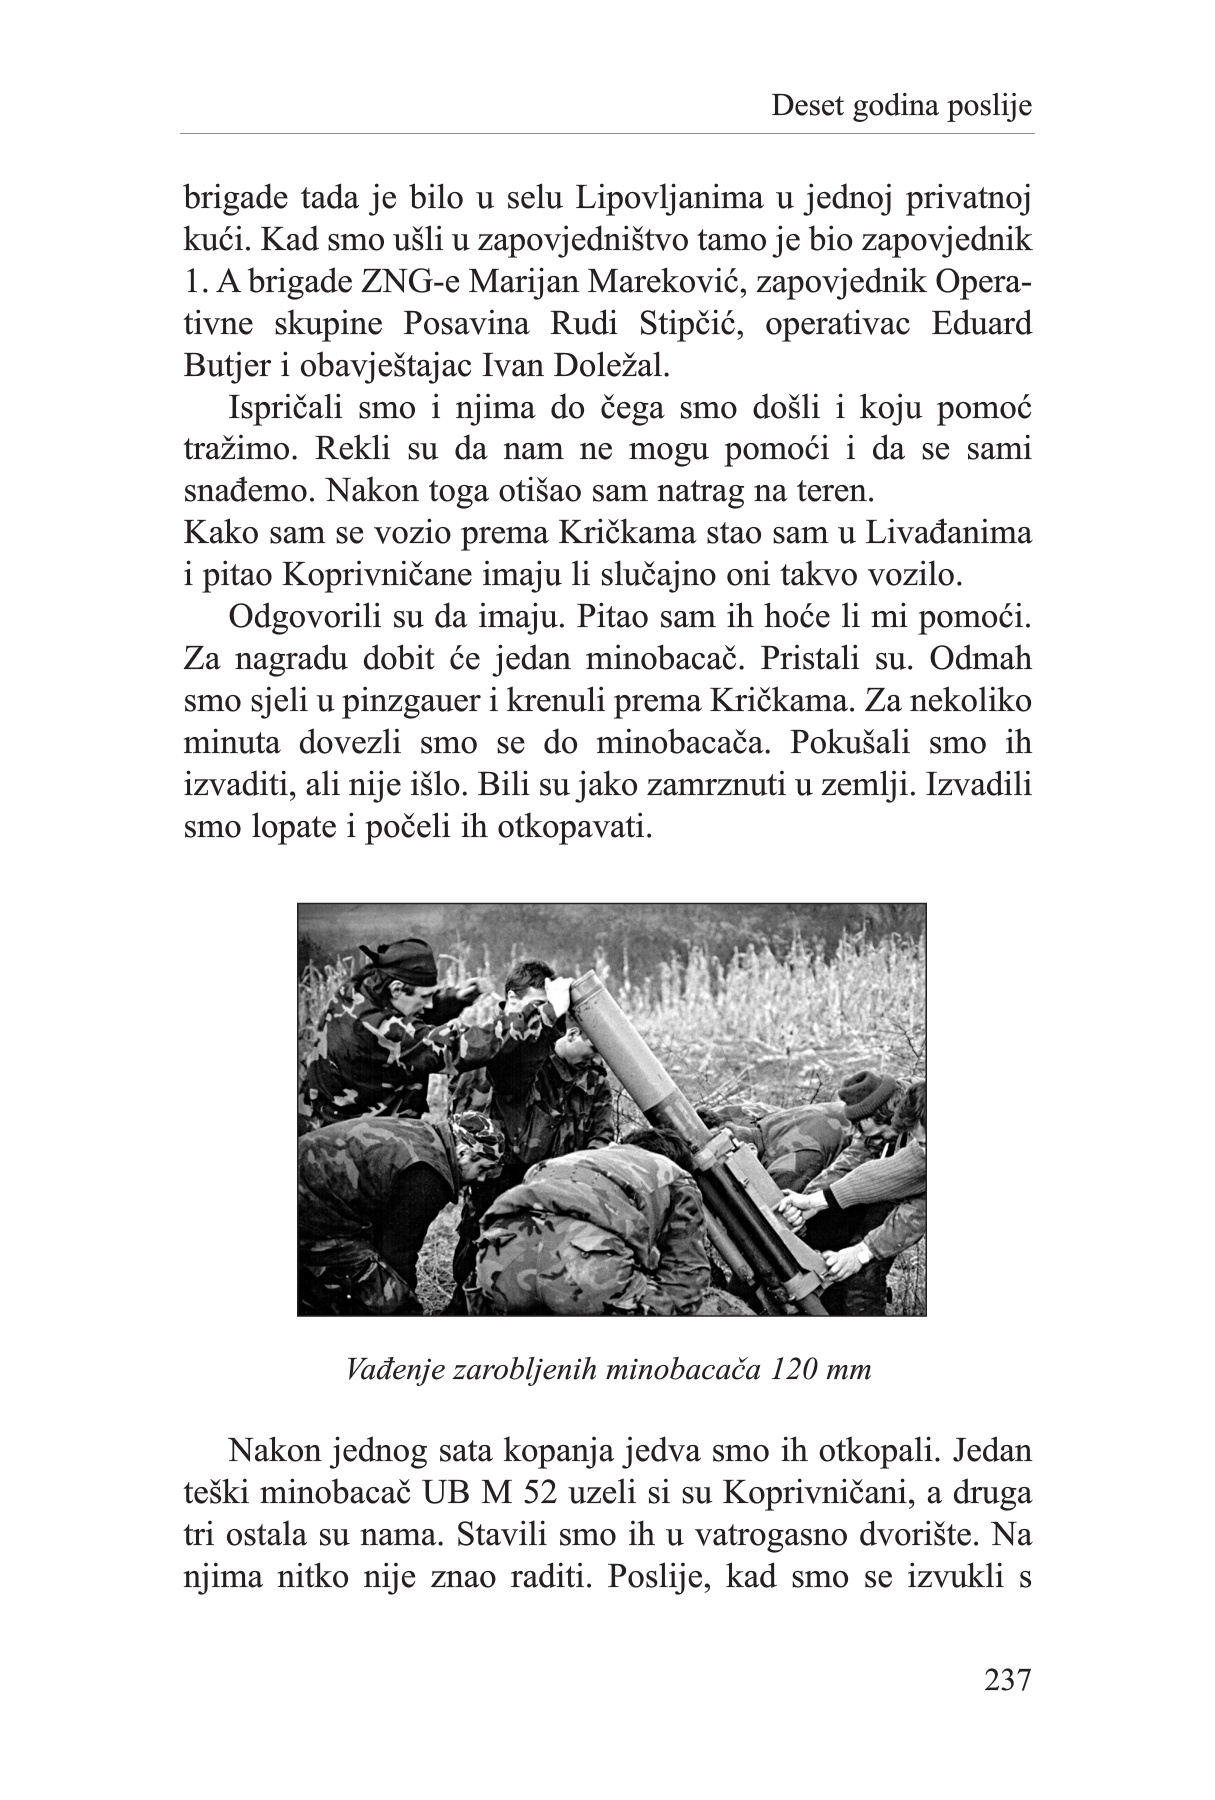 Deset godina poslije
brigade tada je bilo u selu Lipovljanima u jednoj privatnoj
kući. Kad smo ušli u zapovjedništvo tamo je bio zapovjednik
1. A brigade ZNG-e Marijan Mareković, zapovjednik Opera-
tivne skupine Posavina Rudi Stipčić, operativac Eduard
Butjer i obavještajac Ivan Doležal.
Ispričali smo i njima do čega smo došli i koju pomoć
tražimo. Rekli su da nam ne mogu pomoći i da se sami
snađemo. Nakon toga otišao sam natrag na teren.
Kako sam se vozio prema Kričkama stao sam u Livađanima
i pitao Koprivničane imaju li slučajno oni takvo vozilo.
Odgovorili su da imaju. Pitao sam ih hoće li mi pomoći.
Za nagradu dobit će jedan minobacač. Pristali su. Odmah
smo sjeli u pinzgauer i krenuli prema Kričkama. Za nekoliko
minuta dovezli smo se do minobacača. Pokušali smo ih
izvaditi, ali nije išlo. Bili su jako zamrznuti u zemlji. Izvadili
smo lopate i počeli ih otkopavati.
Vađenje zarobljenih minobacača 120 mm
Nakon jednog sata kopanja jedva smo ih otkopali. Jedan
teški minobacač UB M 52 uzeli si su Koprivničani, a druga
tri ostala su nama. Stavili smo ih u vatrogasno dvorište. Na
njima nitko nije znao raditi. Poslije, kad smo se izvukli s
237